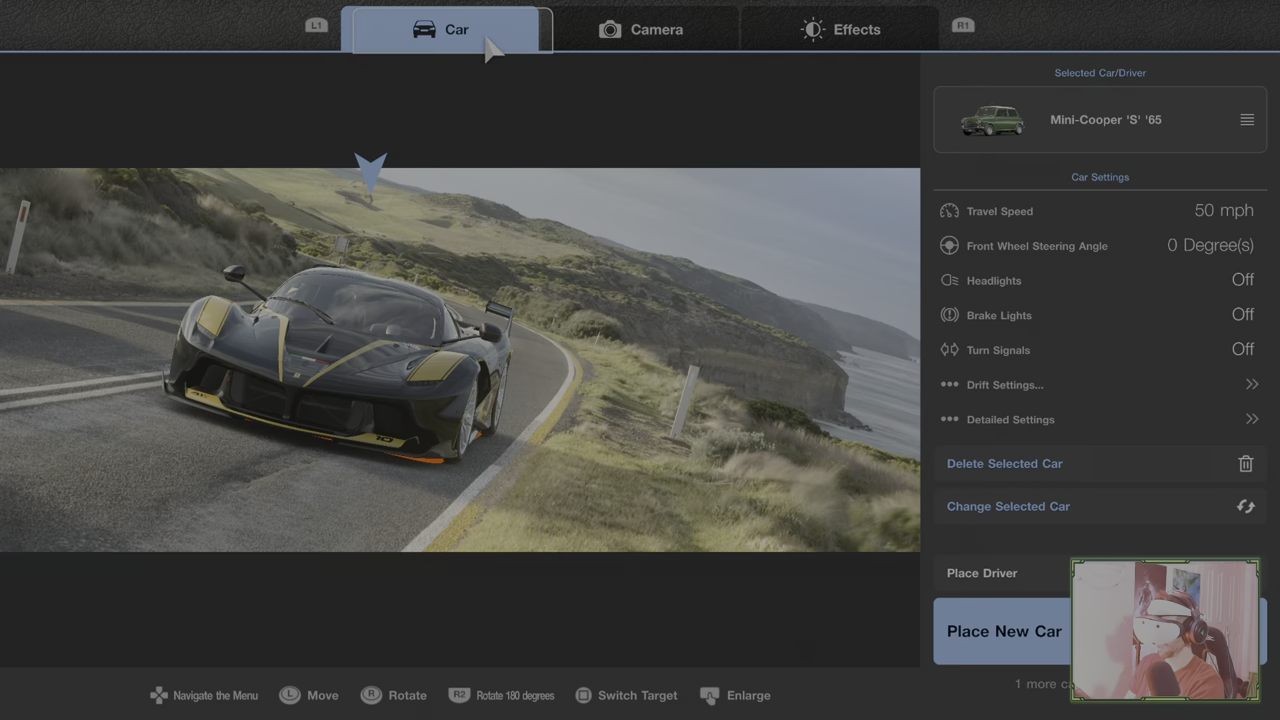 L1
Car
Camera
Effects
R1
Selected Car/Driver
Mini-Cooper 'S' '65
Car Settings
Travel Speed 50 mph
Front Wheel Steering Angle 0 Degree(s)
Headlights Off
Brake Lights Off
Turn Signals Off
Drift Settings...
Detailed Settings
Delete Selected Car
Change Selected Car
Place Driver
Place New Car
1 more
10
Navigate the Menu
L Move
R Rotate
R2 Rotate 180 degrees
Switch Target
Enlarge